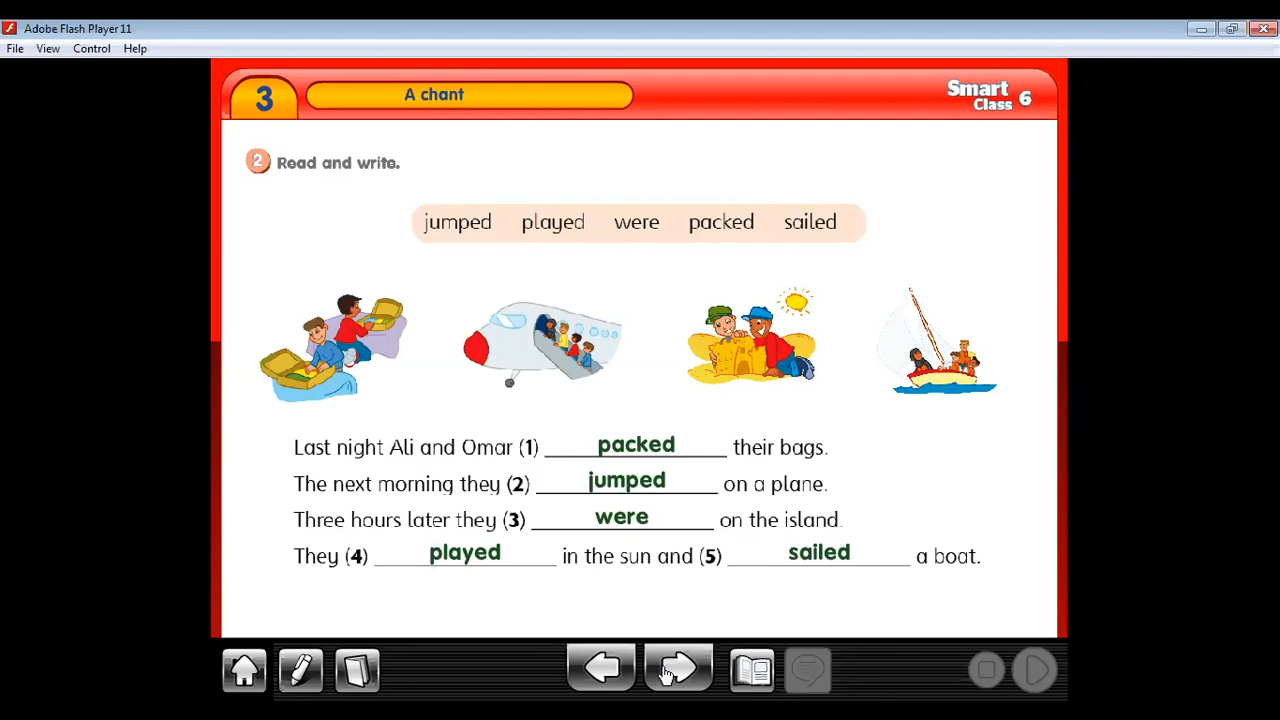 Adobe Flash Player 11
File View Control Help
3 A chant Smart
Class 6
2 Read and write.
jumped played were packed sailed
Last night Ali and Omar (1) packed their bags.
The next morning they (2) jumped on a plane.
Three hours later they (3) were on the island.
They (4) played in the sun and (5) sailed a boat.